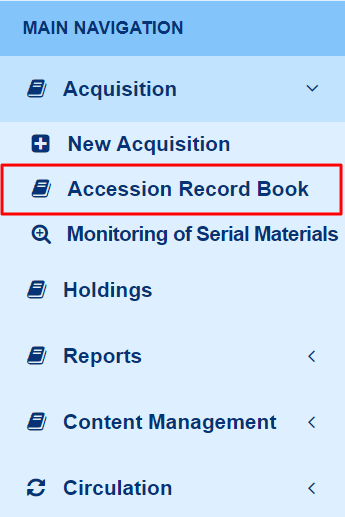 MAIN NAVIGATION
Acquisition
New Acquisition
Accession Record Book
Monitoring of Serial Materials
Holdings
Reports
Content Management
Circulation